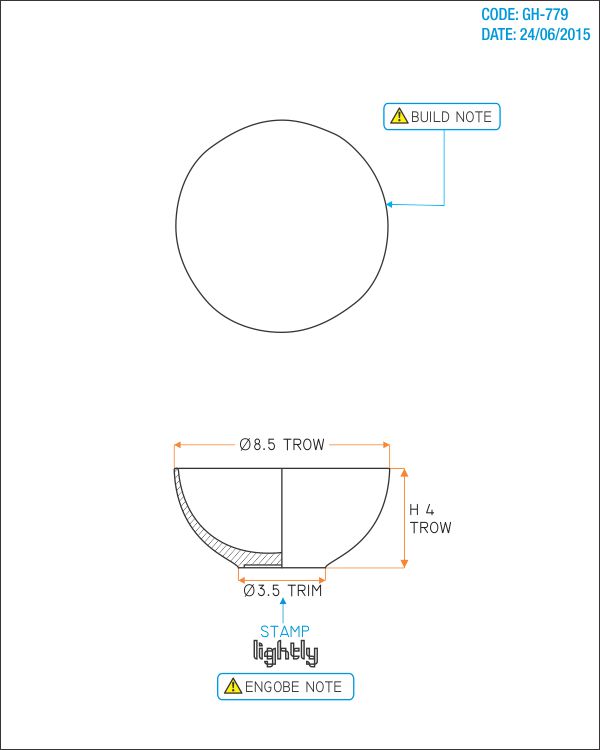 CODE: GH-779
DATE: 24/06/2015
BUILD NOTE
Ø8.5 TROW
H 4
TROW
Ø3.5 TRIM
STAMP
lightly
ENGOBE NOTE